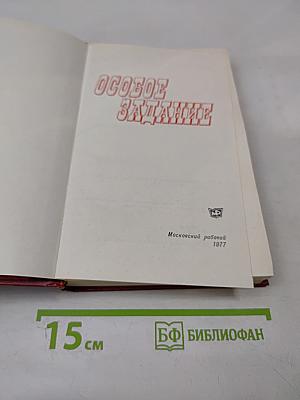 ОСОБОЕ
ЗАДАНИЕ
Московский рабочий
1977
15 см
БФ БИБЛИОФАН